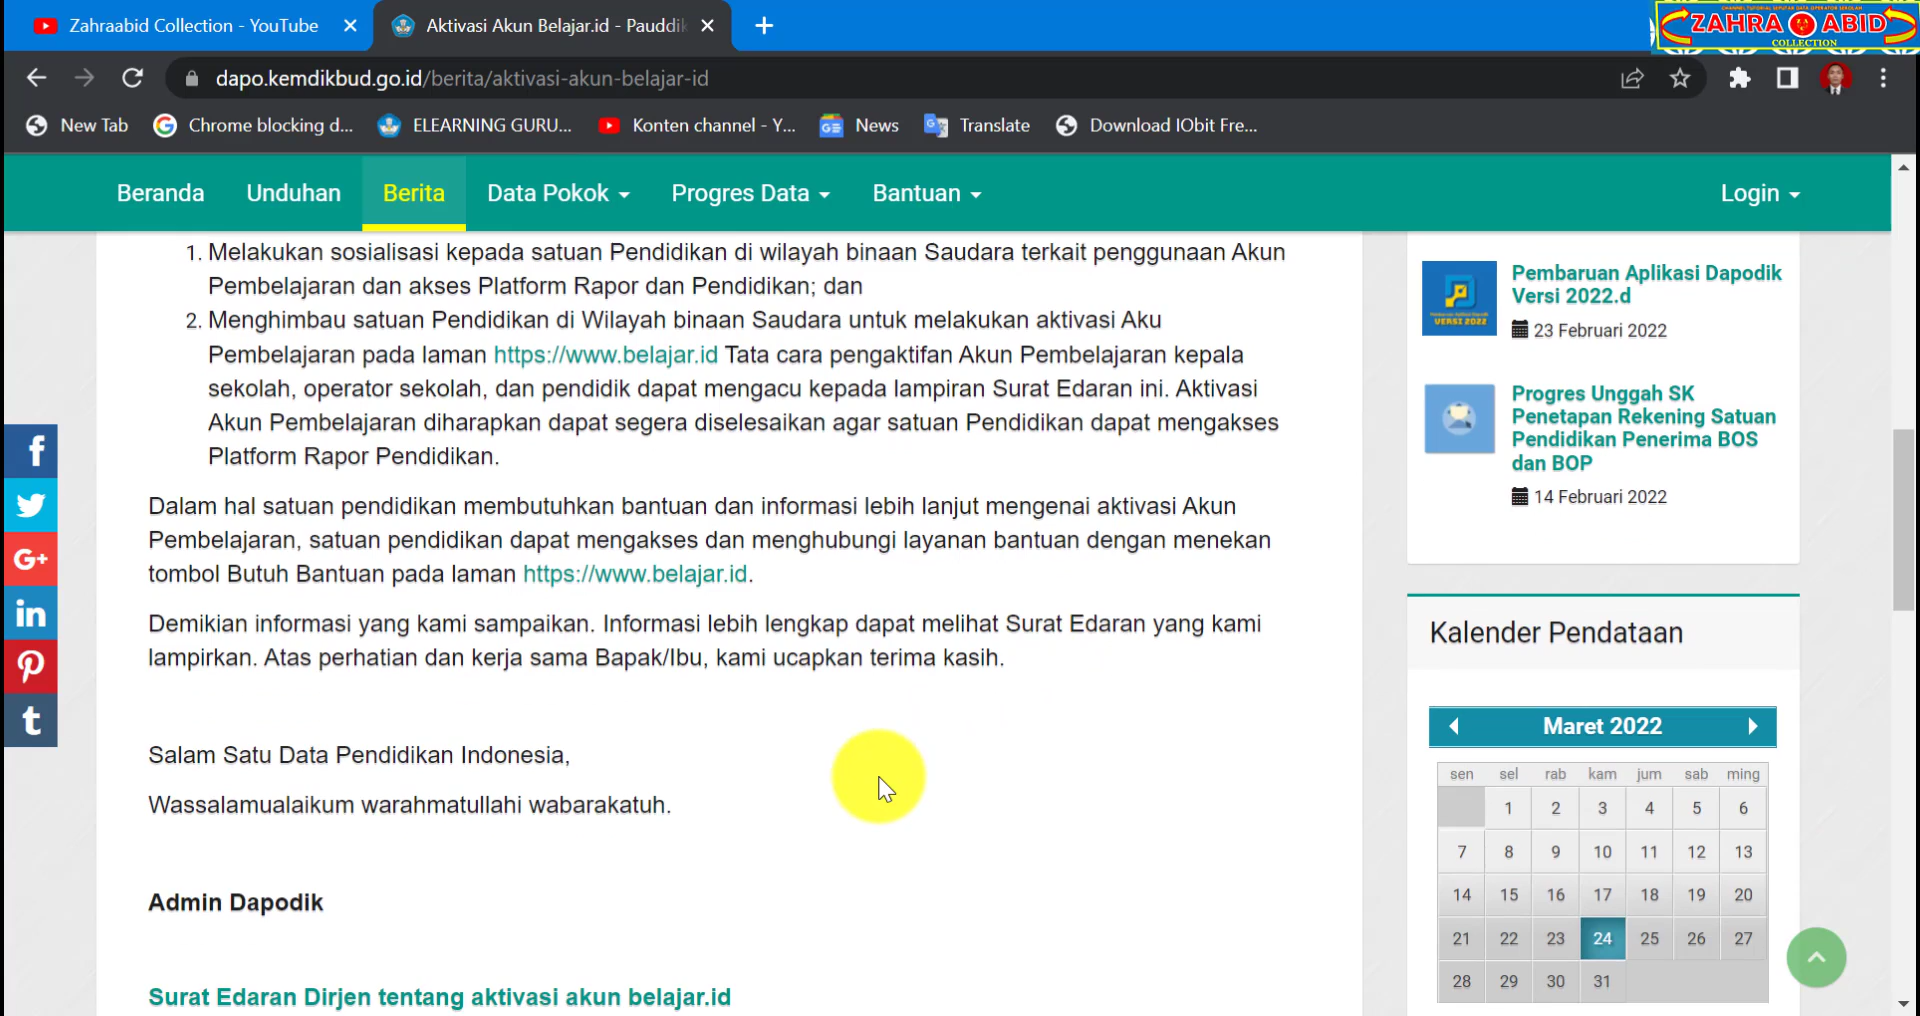 Zahraabid Collection - YouTube
Aktivasi Akun Belajar.id - Pauddik
CHANNEL TUTORIAL SEPUTAR DATA OPERATOR SEKOLAH
ZAHRA ABID
COLLECTION
dapo.kemdikbud.go.id/berita/aktivasi-akun-belajar-id
New Tab
Chrome blocking d...
ELEARNING GURU...
Konten channel - Y...
News
Translate
Download IObit Fre...
Beranda
Unduhan
Berita
Data Pokok
Progres Data
Bantuan
Login
1. Melakukan sosialisasi kepada satuan Pendidikan di wilayah binaan Saudara terkait penggunaan Akun
Pembelajaran dan akses Platform Rapor dan Pendidikan; dan
2. Menghimbau satuan Pendidikan di Wilayah binaan Saudara untuk melakukan aktivasi Aku
Pembelajaran pada laman https://www.belajar.id Tata cara pengaktifan Akun Pembelajaran kepala
sekolah, operator sekolah, dan pendidik dapat mengacu kepada lampiran Surat Edaran ini. Aktivasi
Akun Pembelajaran diharapkan dapat segera diselesaikan agar satuan Pendidikan dapat mengakses
Platform Rapor Pendidikan.
Dalam hal satuan pendidikan membutuhkan bantuan dan informasi lebih lanjut mengenai aktivasi Akun
Pembelajaran, satuan pendidikan dapat mengakses dan menghubungi layanan bantuan dengan menekan
tombol Butuh Bantuan pada laman https://www.belajar.id.
Demikian informasi yang kami sampaikan. Informasi lebih lengkap dapat melihat Surat Edaran yang kami
lampirkan. Atas perhatian dan kerja sama Bapak/Ibu, kami ucapkan terima kasih.
Salam Satu Data Pendidikan Indonesia,
Wassalamualaikum warahmatullahi wabarakatuh.
Admin Dapodik
Surat Edaran Dirjen tentang aktivasi akun belajar.id
f
G+
in
t
VERSI 2022
Pembaruan Aplikasi Dapodik
Versi 2022.d
23 Februari 2022
Progres Unggah SK
Penetapan Rekening Satuan
Pendidikan Penerima BOS
dan BOP
14 Februari 2022
Kalender Pendataan
Maret 2022
sen sel rab kam jum sab ming
1 2 3 4 5 6
7 8 9 10 11 12 13
14 15 16 17 18 19 20
21 22 23 24 25 26 27
28 29 30 31